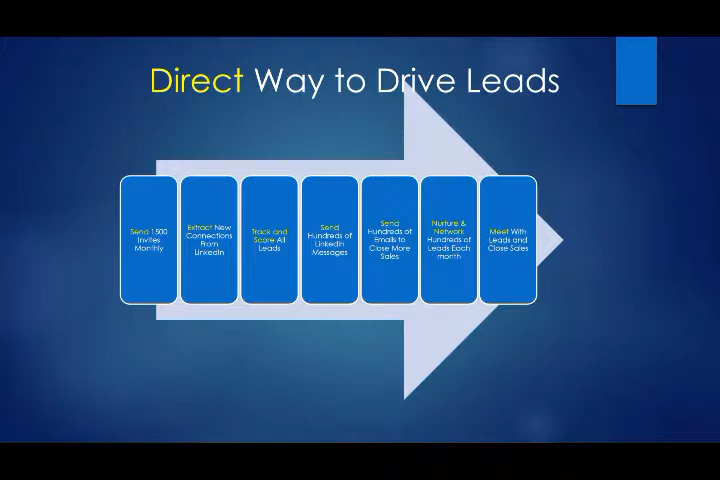 Direct Way to Drive Leads
Send 1500
Invites
Monthly
Extract New
Connections
From
LinkedIn
Track and
Score All
Leads
Send
Hundreds of
LinkedIn
Messages
Send
Hundreds of
Emails to
Close More
Sales
Nurture &
Network
Hundreds of
Leads Each
month
Meet With
Leads and
Close Sales